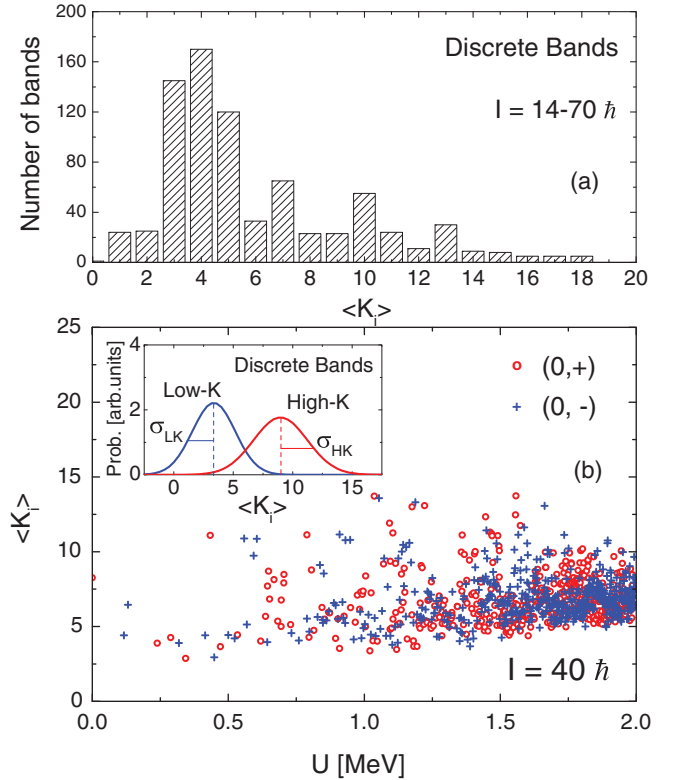 200
160
120
80
40
0
Number of bands
Discrete Bands
I = 14-70 ℏ
(a)
0 2 4 6 8 10 12 14 16 18 20
<K_i>
25
20
15
10
5
0
<K_i>
4
2
0
Prob. [arb.units]
Discrete Bands
Low-K
High-K
σ_LK
σ_HK
0 5 10 15
<K_i>
(0,+)
(0, -)
(b)
I = 40 ℏ
0.0 0.5 1.0 1.5 2.0
U [MeV]